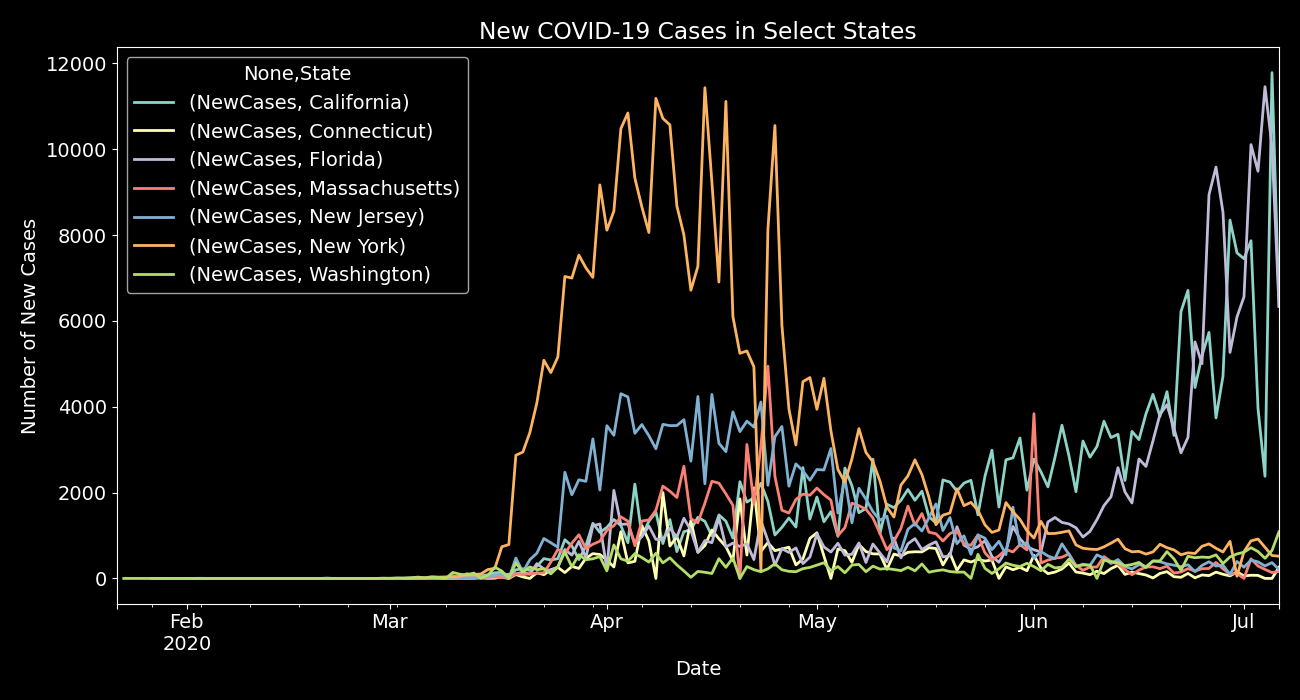 New COVID-19 Cases in Select States
None,State
(NewCases, California)
(NewCases, Connecticut)
(NewCases, Florida)
(NewCases, Massachusetts)
(NewCases, New Jersey)
(NewCases, New York)
(NewCases, Washington)
Number of New Cases
12000
10000
8000
6000
4000
2000
0
Feb
2020
Mar
Apr
May
Jun
Jul
Date